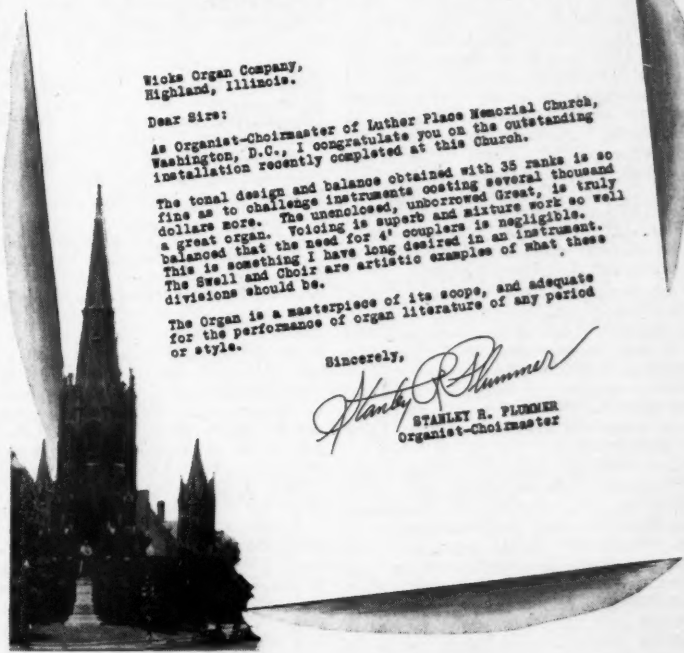 Wicks Organ Company,
Highland, Illinois.
Dear Sirs:
As Organist-Choirmaster of Luther Place Memorial Church,
Washington, D.C., I congratulate you on the outstanding
installation recently completed at this Church.
The tonal design and balance obtained with 35 ranks is so
fine as to challenge instruments costing several thousand
dollars more. The unenclosed, unborrowed Great, is truly
a great organ. Voicing is superb and mixture work so well
balanced that the need for 4' couplers is negligible.
This is something I have long desired in an instrument.
The Swell and Choir are artistic examples of what these
divisions should be.
The Organ is a masterpiece of its scope, and adequate
for the performance of organ literature of any period
or style.
Sincerely,
Stanley R. Plummer
STANLEY R. PLUMMER
Organist-Choirmaster